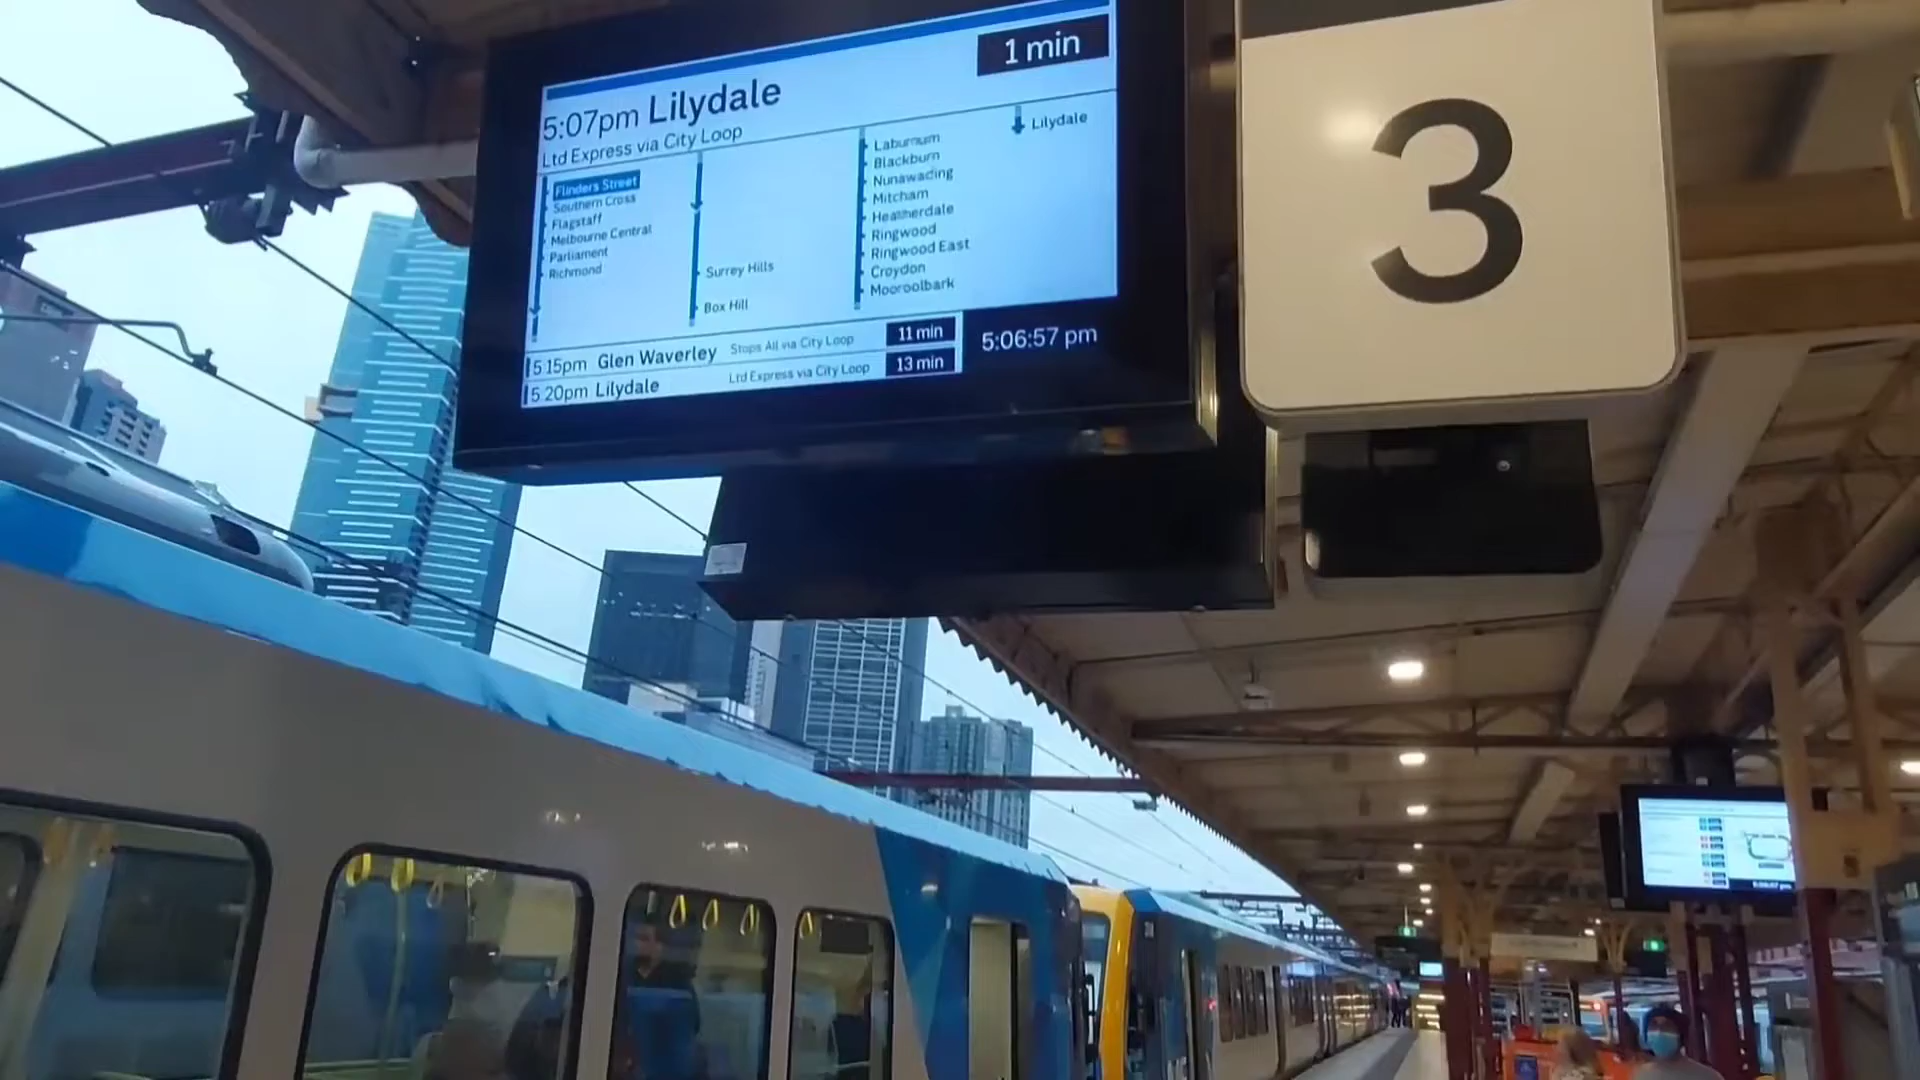 1 min
5:07pm Lilydale
Ltd Express via City Loop
Flinders Street
Southern Cross
Flagstaff
Melbourne Central
Parliament
Richmond
Surrey Hills
Box Hill
Laburnum
Blackburn
Nunawading
Mitcham
Heatherdale
Ringwood
Ringwood East
Croydon
Mooroolbark
Lilydale
5 15pm Glen Waverley Stops All via City Loop 11 min
5 20pm Lilydale Ltd Express via City Loop 13 min
5:06:57 pm
3